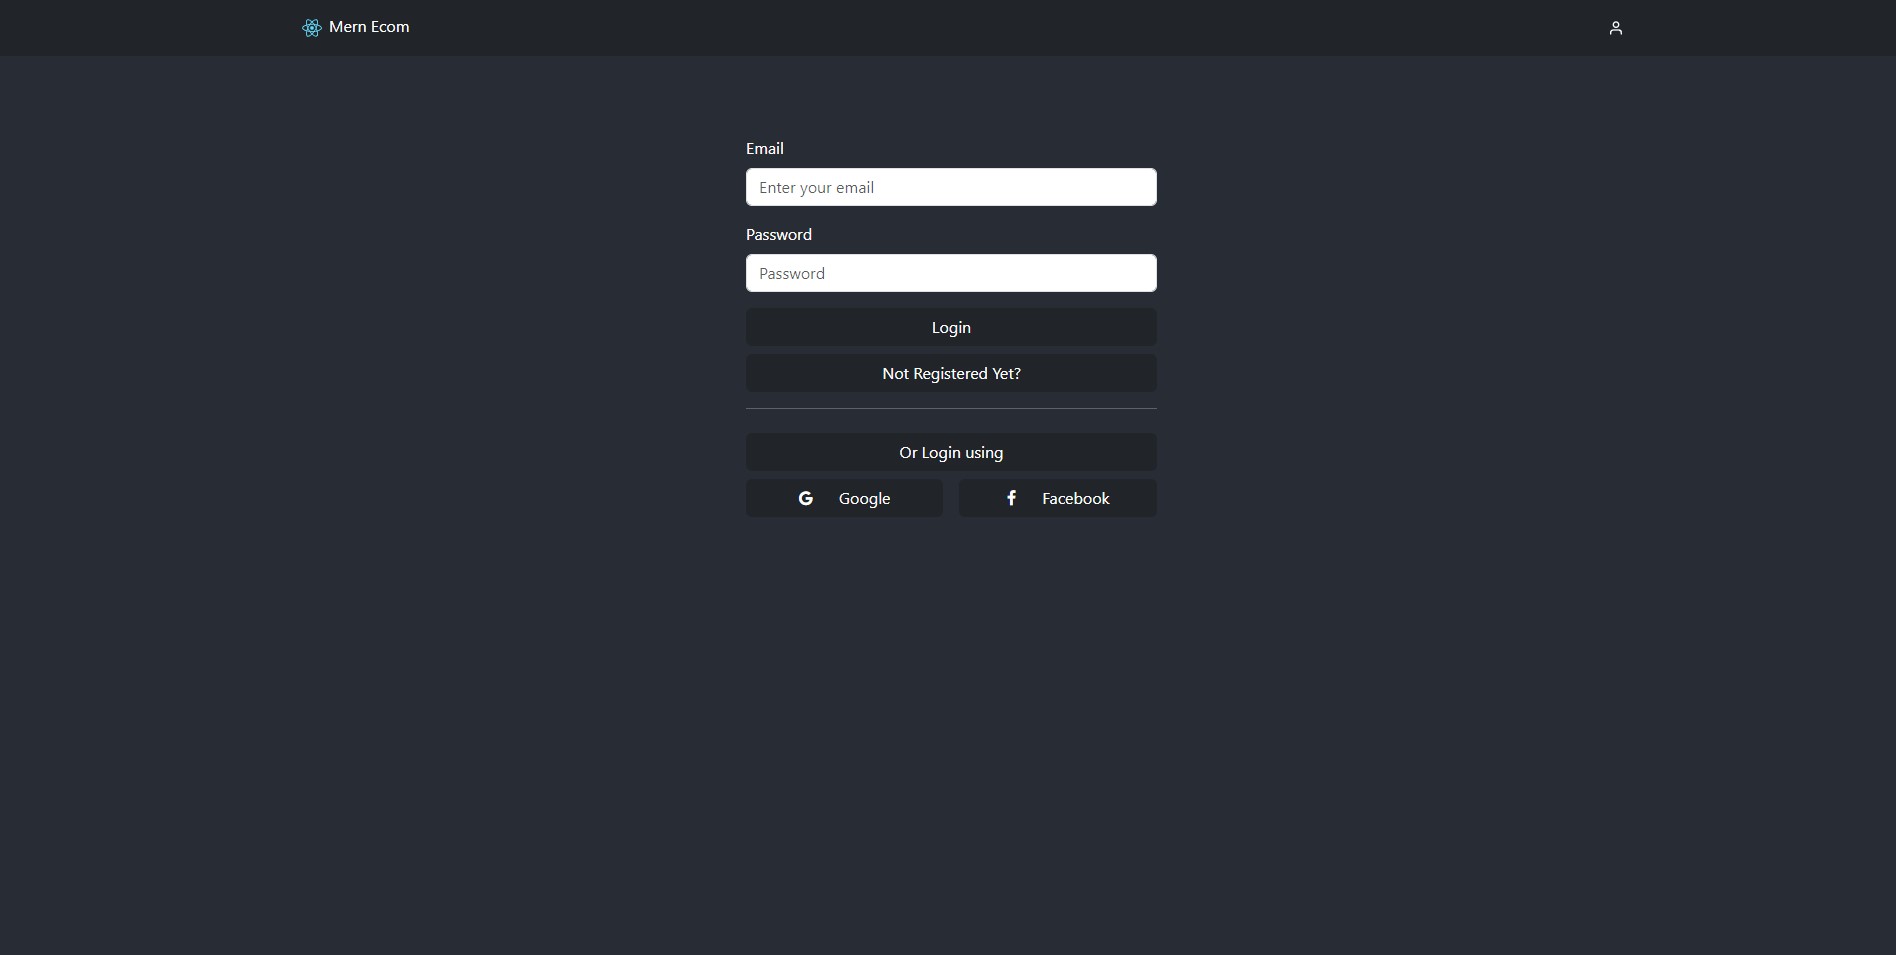 Mern Ecom
Email
Enter your email
Password
Password
Login
Not Registered Yet?
Or Login using
Google
Facebook